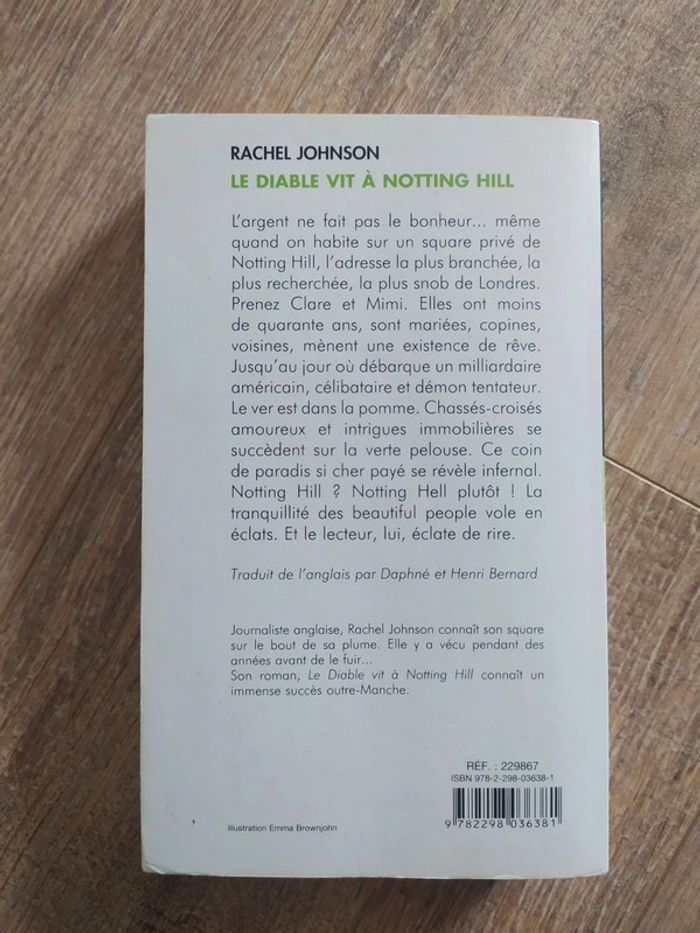 RACHEL JOHNSON
LE DIABLE VIT À NOTTING HILL
L'argent ne fait pas le bonheur... même
quand on habite sur un square privé de
Notting Hill, l'adresse la plus branchée, la
plus recherchée, la plus snob de Londres.
Prenez Clare et Mimi. Elles ont moins
de quarante ans, sont mariées, copines,
voisines, mènent une existence de rêve.
Jusqu'au jour où débarque un milliardaire
américain, célibataire et démon tentateur.
Le ver est dans la pomme. Chassés-croisés
amoureux et intrigues immobilières se
succèdent sur la verte pelouse. Ce coin
de paradis si cher payé se révèle infernal.
Notting Hill ? Notting Hell plutôt ! La
tranquillité des beautiful people vole en
éclats. Et le lecteur, lui, éclate de rire.
Traduit de l'anglais par Daphné et Henri Bernard
Journaliste anglaise, Rachel Johnson connaît son square
sur le bout de sa plume. Elle y a vécu pendant des
années avant de le fuir...
Son roman, Le Diable vit à Notting Hill connaît un
immense succès outre-Manche.
RÉF. : 229867
ISBN 978-2-298-03638-1
9 782298 036381
illustration Emma Brownjohn